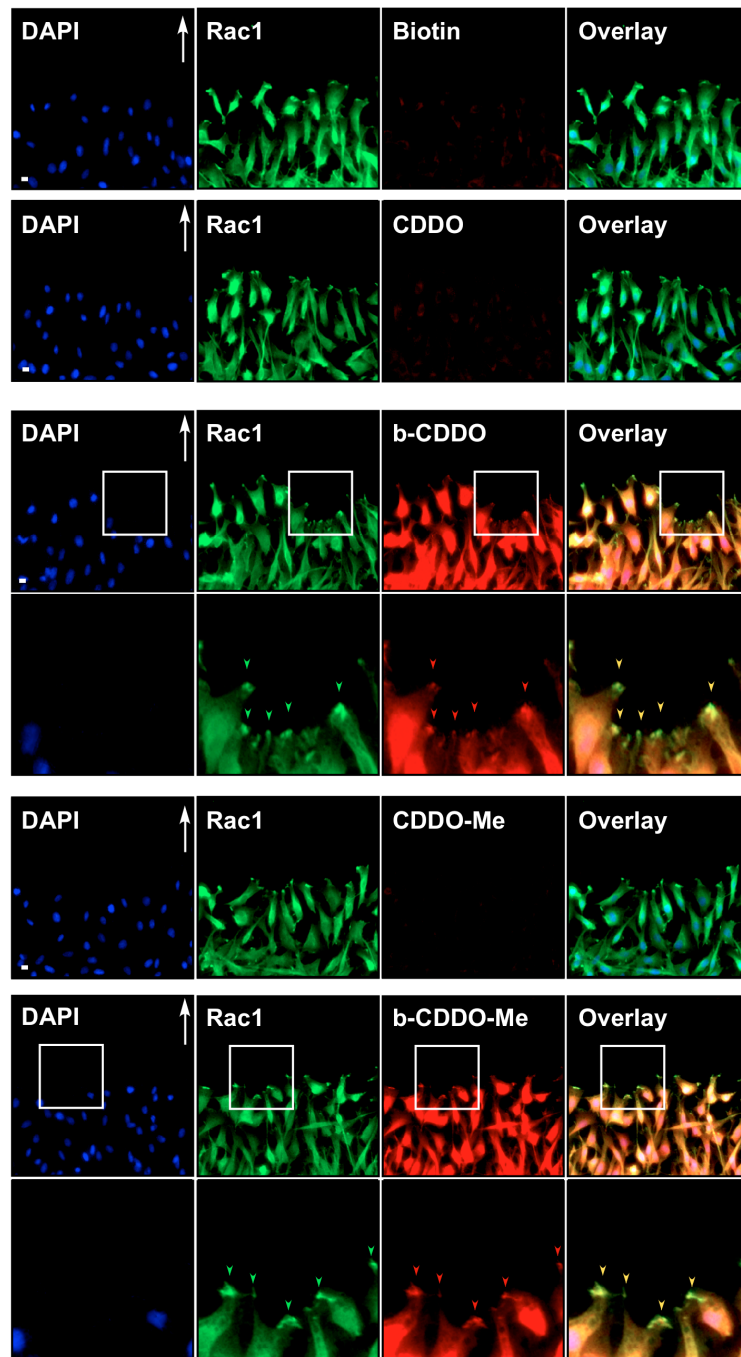 DAPI Rac1 Biotin Overlay
DAPI Rac1 CDDO Overlay
DAPI Rac1 b-CDDO Overlay
DAPI Rac1 CDDO-Me Overlay
DAPI Rac1 b-CDDO-Me Overlay